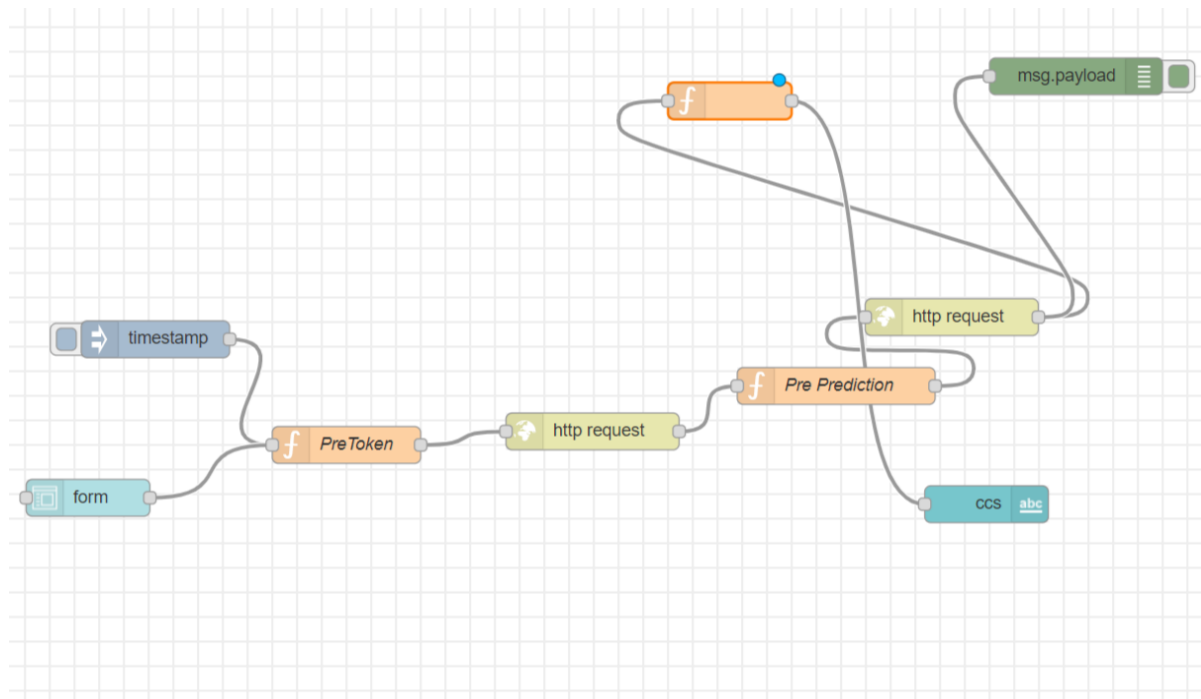 msg.payload
http request
timestamp
Pre Prediction
http request
PreToken
form
ccs abc